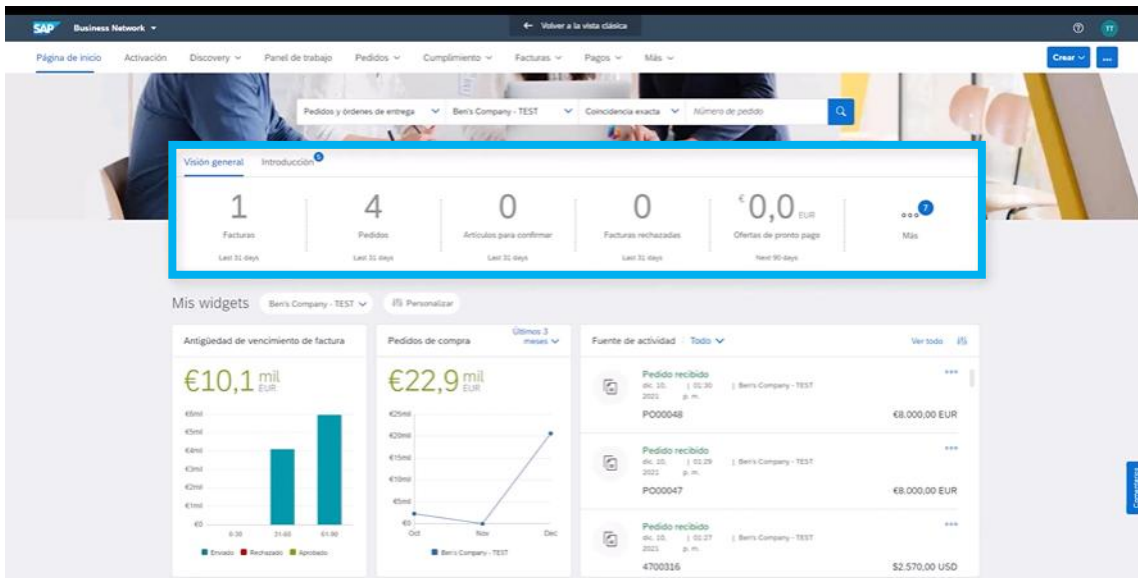 SAP Business Network
← Volver a la vista clásica
TT
Página de inicio Activación Discovery Panel de trabajo Pedidos Cumplimiento Facturas Pagos Más
Crear
Pedidos y órdenes de entrega Ben's Company - TEST Coincidencia exacta Número de pedido
Visión general Introducción 5
1 4 0 0 € 0,0 EUR 7
Facturas Pedidos Artículos para confirmar Facturas rechazadas Ofertas de pronto pago Más
Last 31 days Last 31 days Last 31 days Last 31 days Next 90 days
Mis widgets Ben's Company - TEST Personalizar
Antigüedad de vencimiento de factura
€10,1 mil EUR
€6mil
€5mil
€4mil
€3mil
€2mil
€1mil
€0
0-30 31-60 61-90
Enviado Rechazado Aprobado
Pedidos de compra Últimos 3 meses
€22,9 mil EUR
€25mil
€20mil
€15mil
€10mil
€5mil
€0
Oct Nov Dec
Ben's Company - TEST
Fuente de actividad Todo Ver todo
Pedido recibido
dic. 10, 2021 | 01:30 p. m. | Ben's Company - TEST
PO00048 €8.000,00 EUR
Pedido recibido
dic. 10, 2021 | 01:29 p. m. | Ben's Company - TEST
PO00047 €8.000,00 EUR
Pedido recibido
dic. 10, 2021 | 01:27 p. m. | Ben's Company - TEST
4700316 $2.570,00 USD
Comentarios